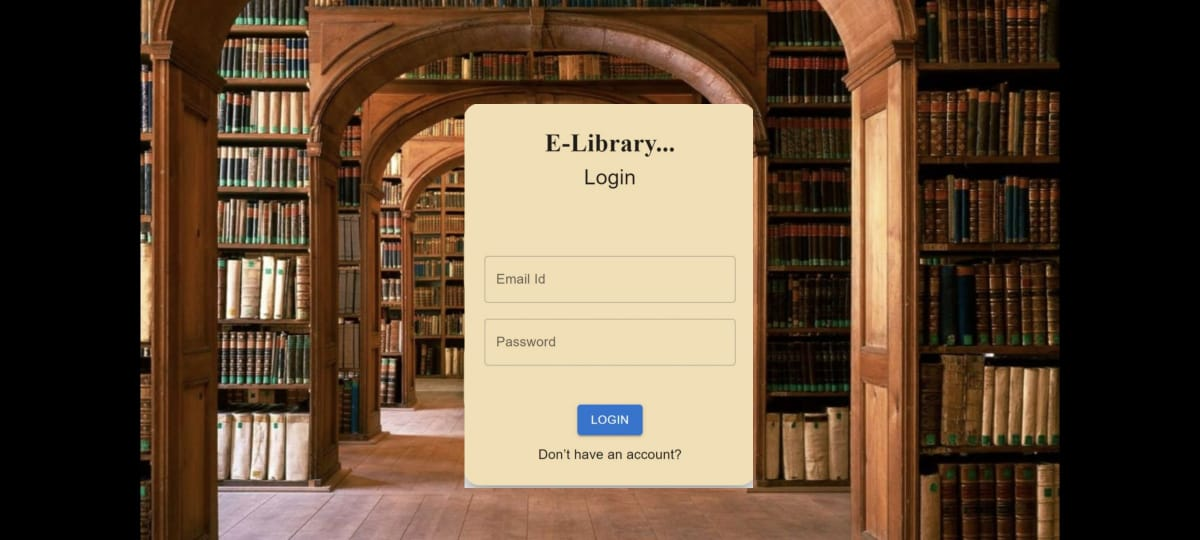 E-Library...
Login
Email Id
Password
LOGIN
Don't have an account?